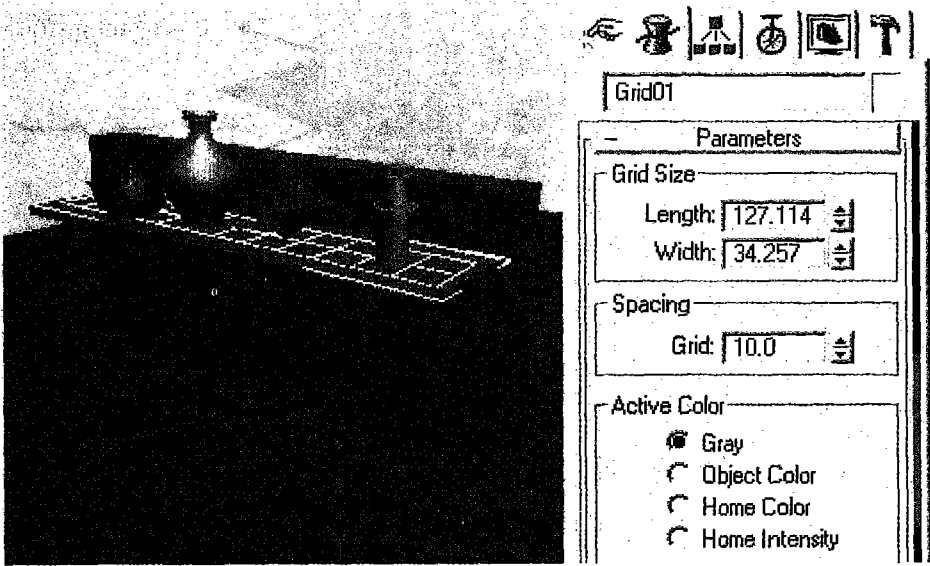 Grid01
Parameters
Grid Size
Length: 127.114
Width: 34.257
Spacing
Grid: 10.0
Active Color
Gray
Object Color
Home Color
Home Intensity